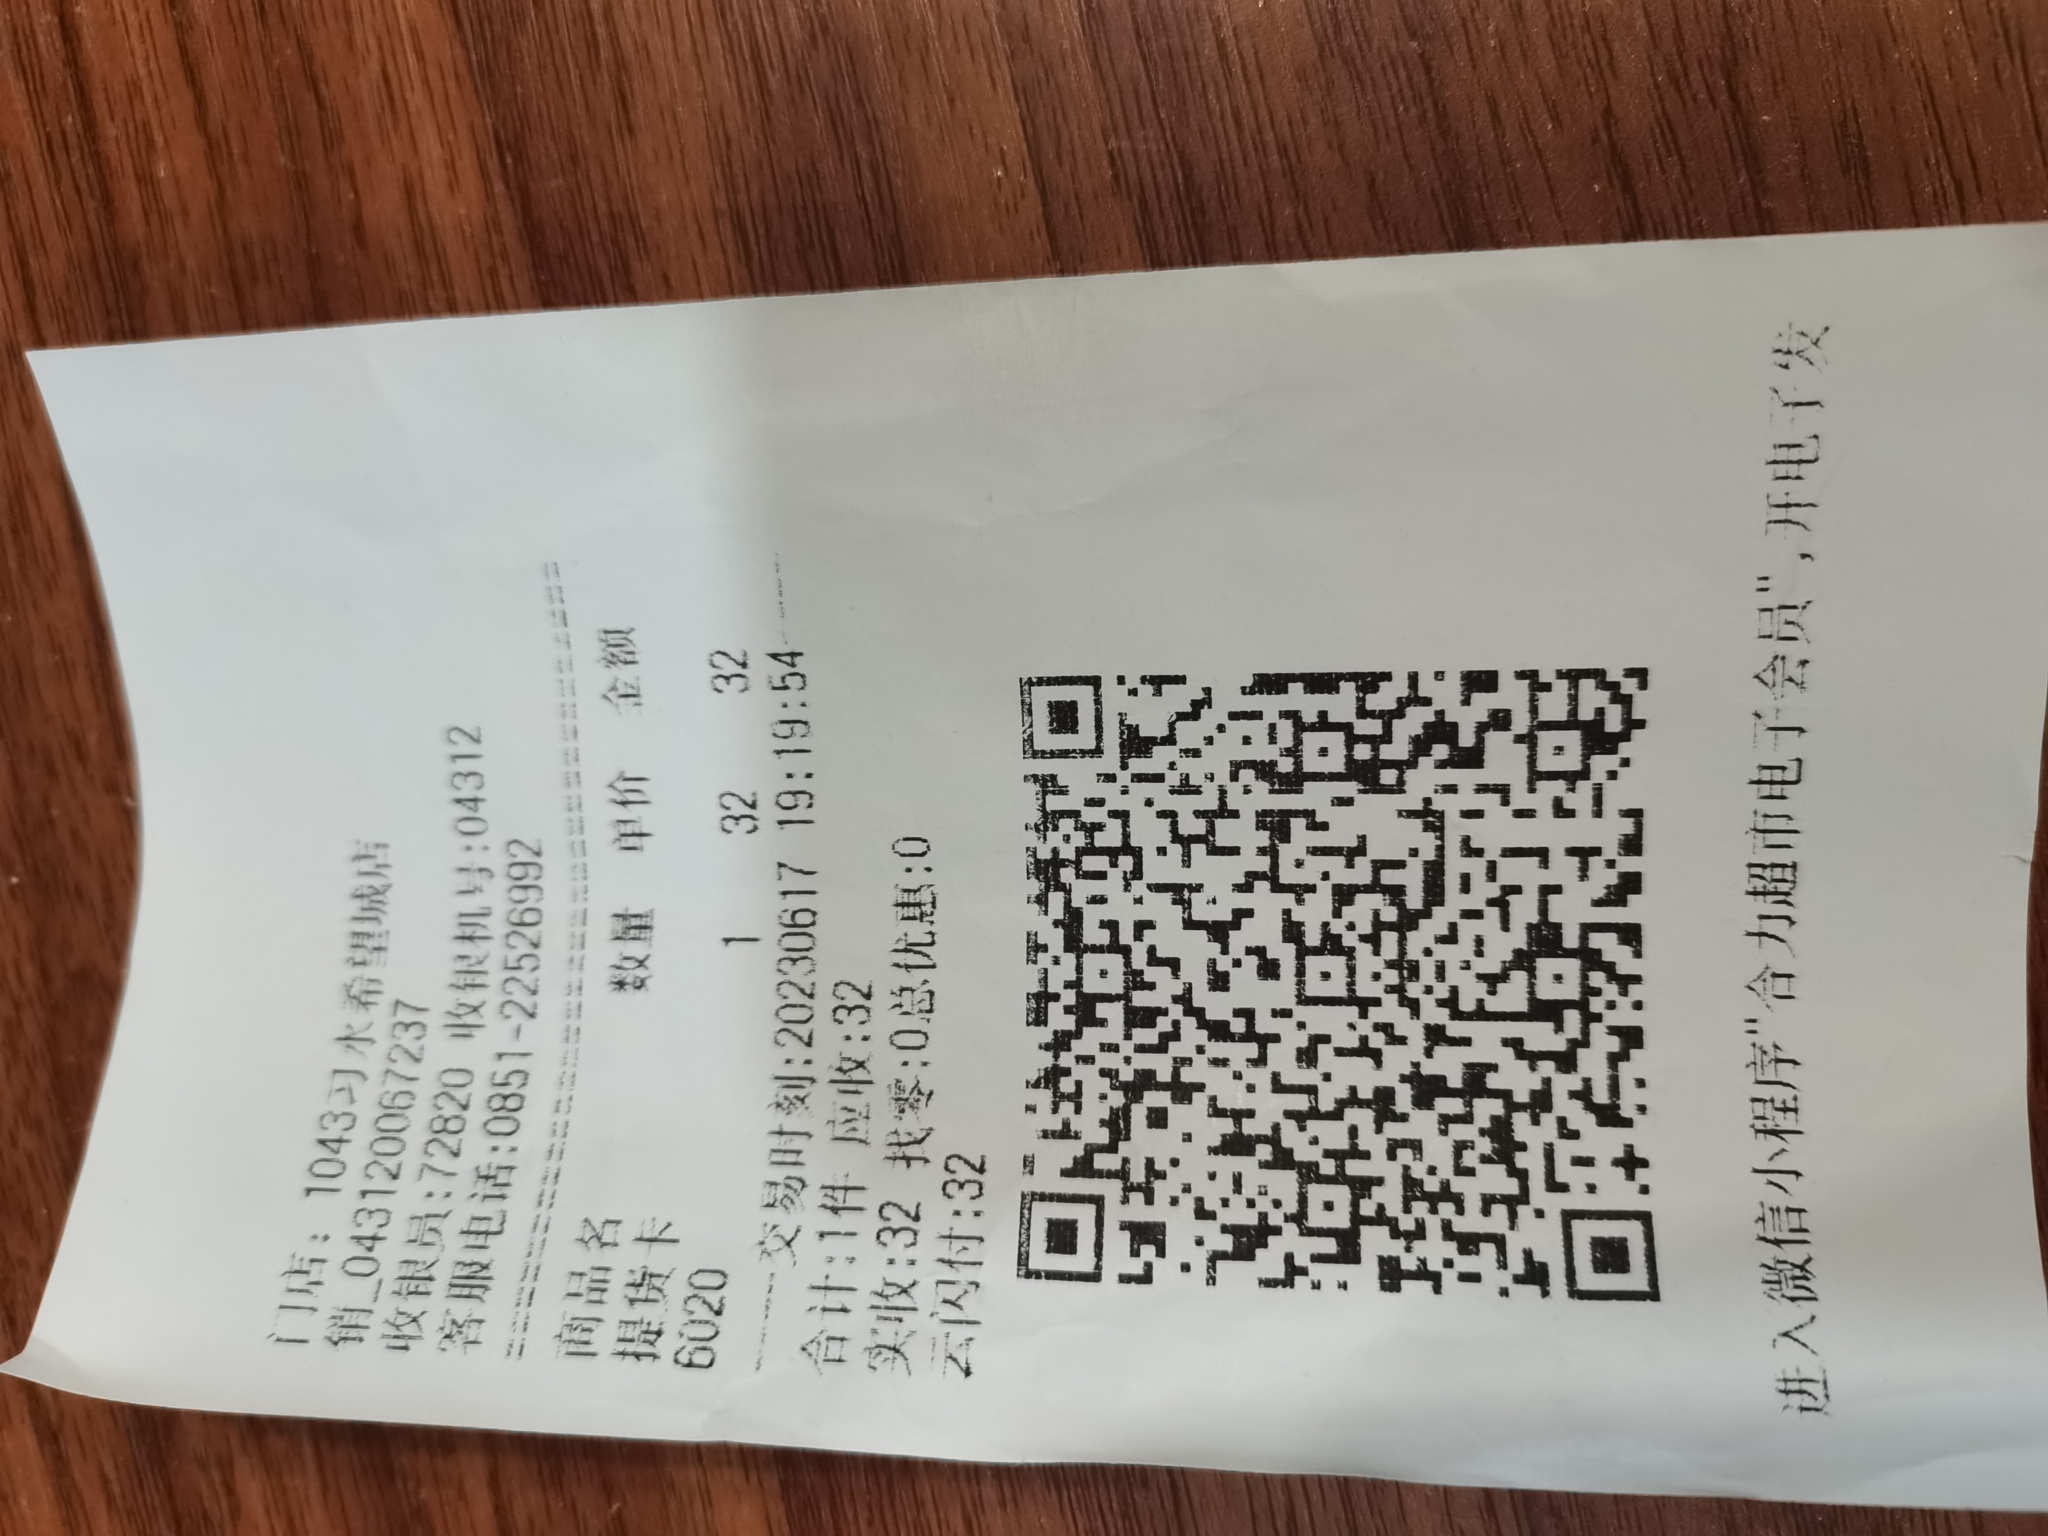 门店: 1043习水希望城店
销_043120067237
收银员:72820 收银机号:04312
客服电话:0851-22526992
商品名 数量 单价 金额
提货卡
6020 1 32 32
交易时刻:20230617 19:19:54
合计:1件 应收:32
实收:32 找零:0总优惠:0
云闪付:32
进入微信小程序"合力超市电子会员",开电子发